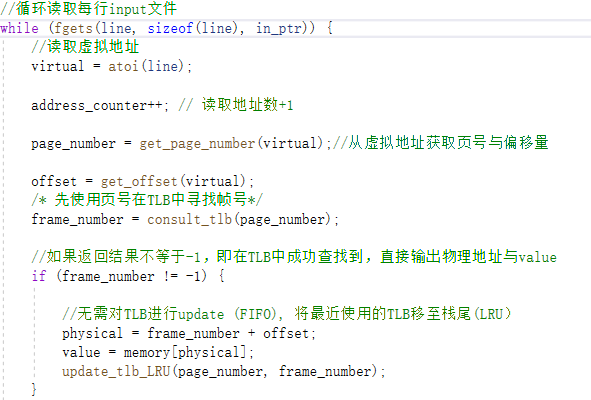 //循环读取每行input文件
while (fgets(line, sizeof(line), in_ptr)) {
//读取虚拟地址
virtual = atoi(line);
address_counter++; // 读取地址数+1
page_number = get_page_number(virtual);//从虚拟地址获取页号与偏移量
offset = get_offset(virtual);
/* 先使用页号在TLB中寻找帧号*/
frame_number = consult_tlb(page_number);
//如果返回结果不等于-1，即在TLB中成功查找到，直接输出物理地址与value
if (frame_number != -1) {
//无需对TLB进行update (FIFO), 将最近使用的TLB移至栈尾(LRU)
physical = frame_number + offset;
value = memory[physical];
update_tlb_LRU(page_number, frame_number);
}